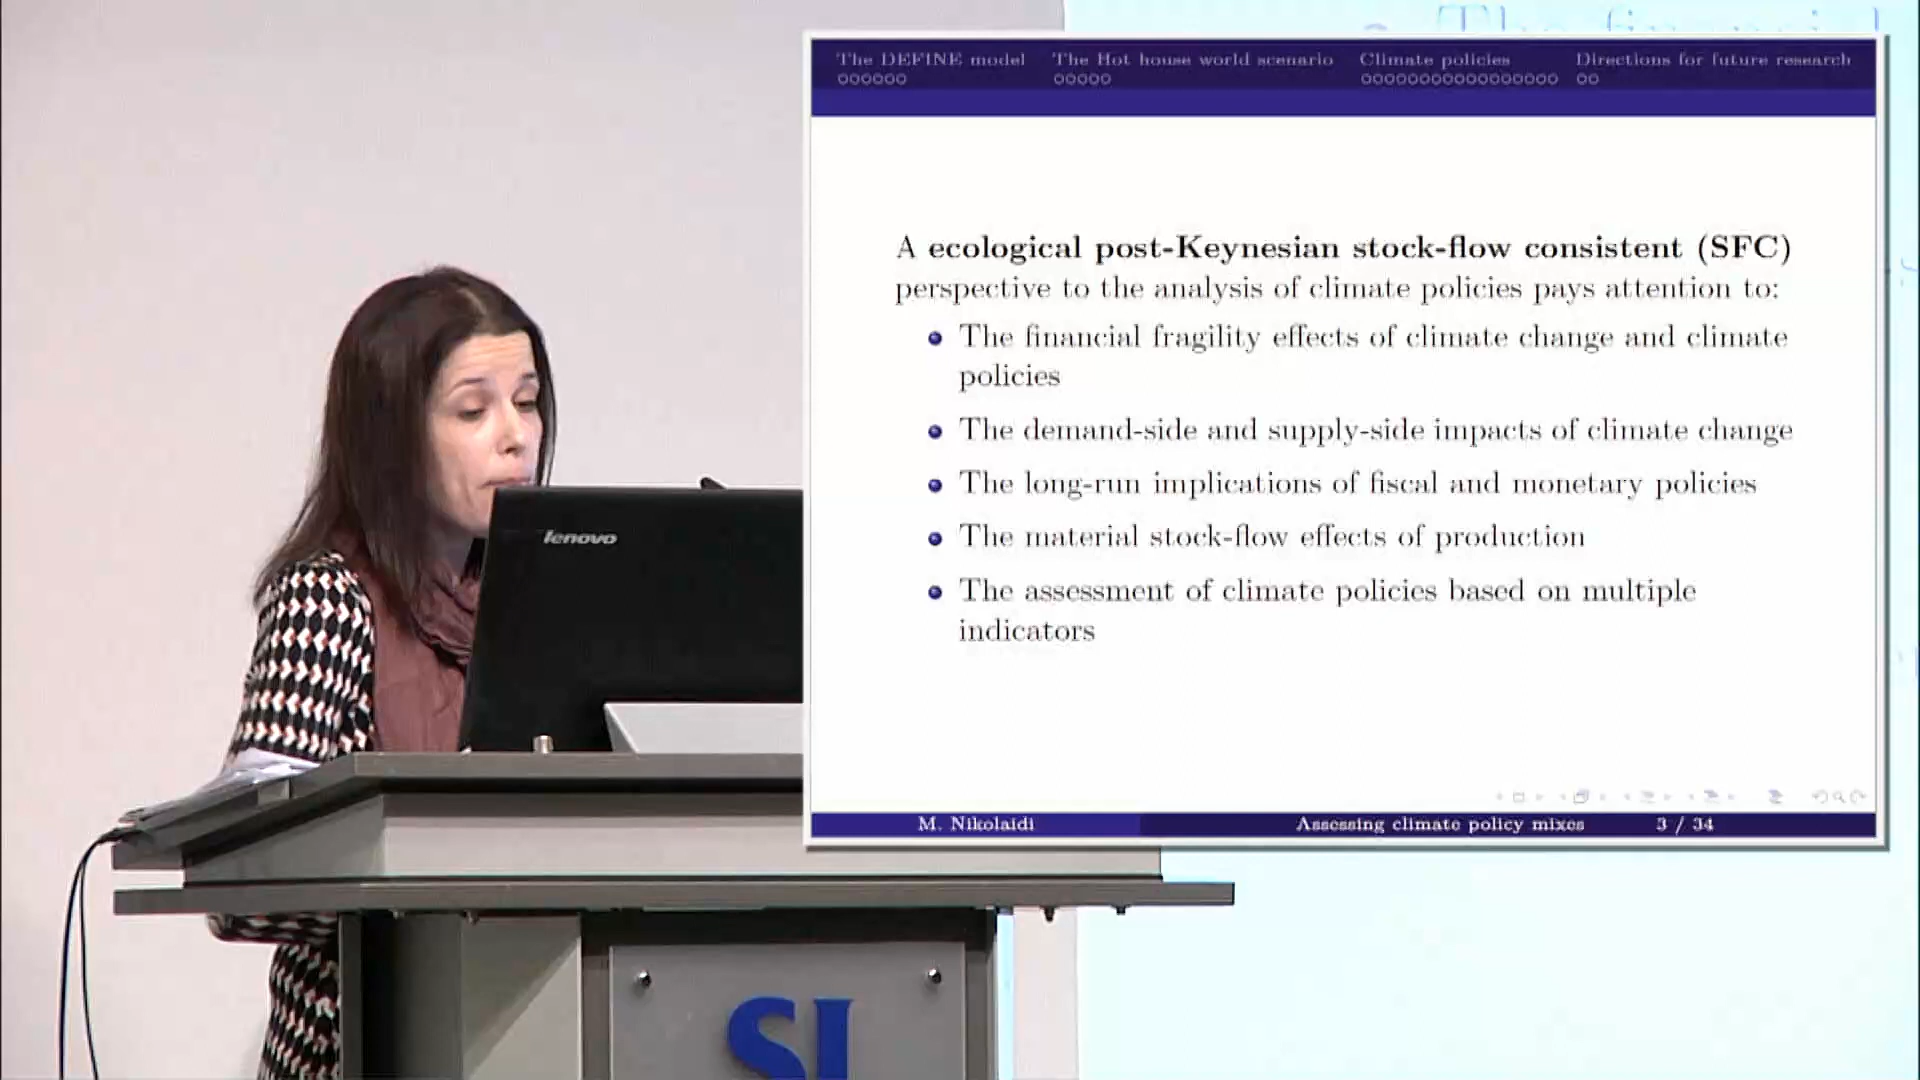 The financial
The DEFINE model The Hot house world scenario Climate policies Directions for future research
A ecological post-Keynesian stock-flow consistent (SFC)
perspective to the analysis of climate policies pays attention to:
The financial fragility effects of climate change and climate
policies
The demand-side and supply-side impacts of climate change
The long-run implications of fiscal and monetary policies
The material stock-flow effects of production
The assessment of climate policies based on multiple
indicators
M. Nikolaidi Assessing climate policy mixes 3 / 34
lenovo
SI